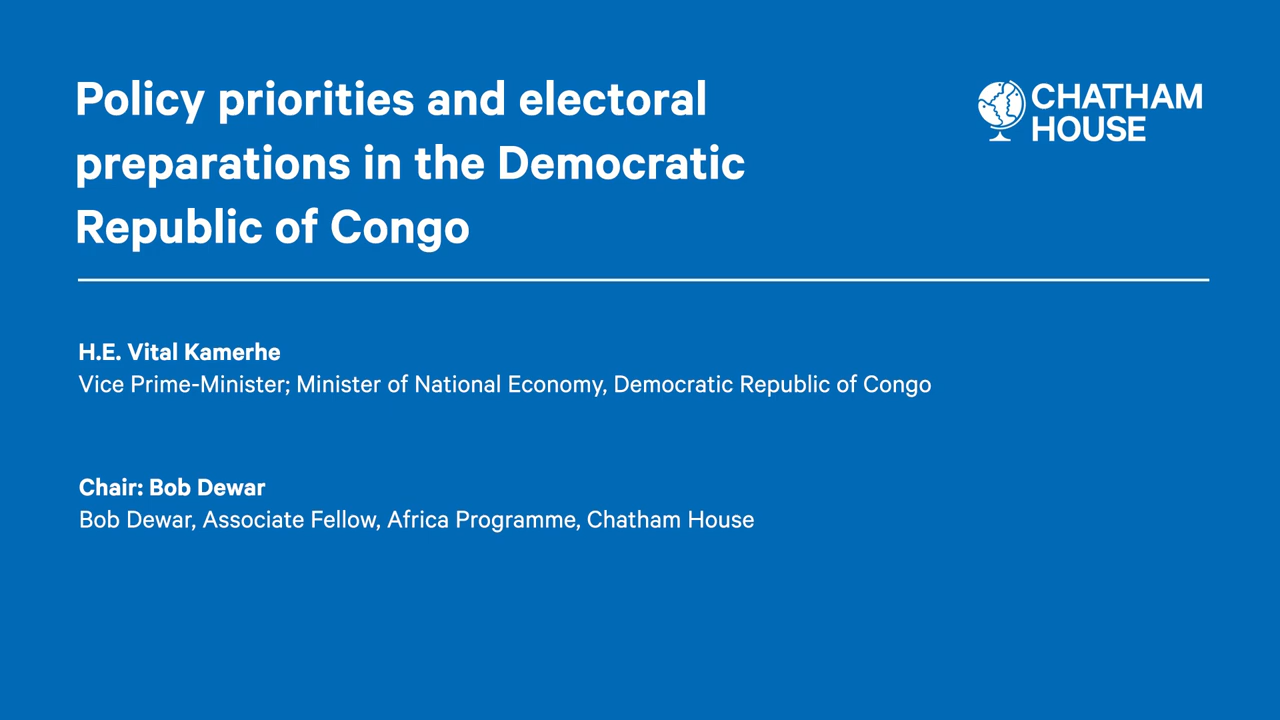 Policy priorities and electoral
preparations in the Democratic
Republic of Congo
CHATHAM
HOUSE
H.E. Vital Kamerhe
Vice Prime-Minister; Minister of National Economy, Democratic Republic of Congo
Chair: Bob Dewar
Bob Dewar, Associate Fellow, Africa Programme, Chatham House